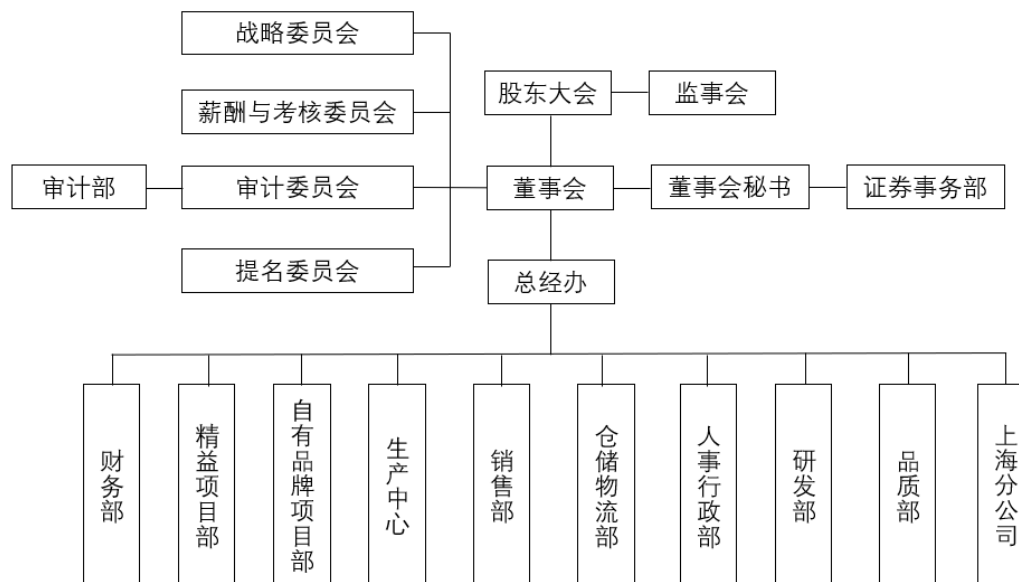 战略委员会
股东大会
监事会
薪酬与考核委员会
审计部
审计委员会
董事会
董事会秘书
证券事务部
提名委员会
总经办
财务部
精益项目部
自有品牌项目部
生产中心
销售部
仓储物流部
人事行政部
研发部
品质部
上海分公司